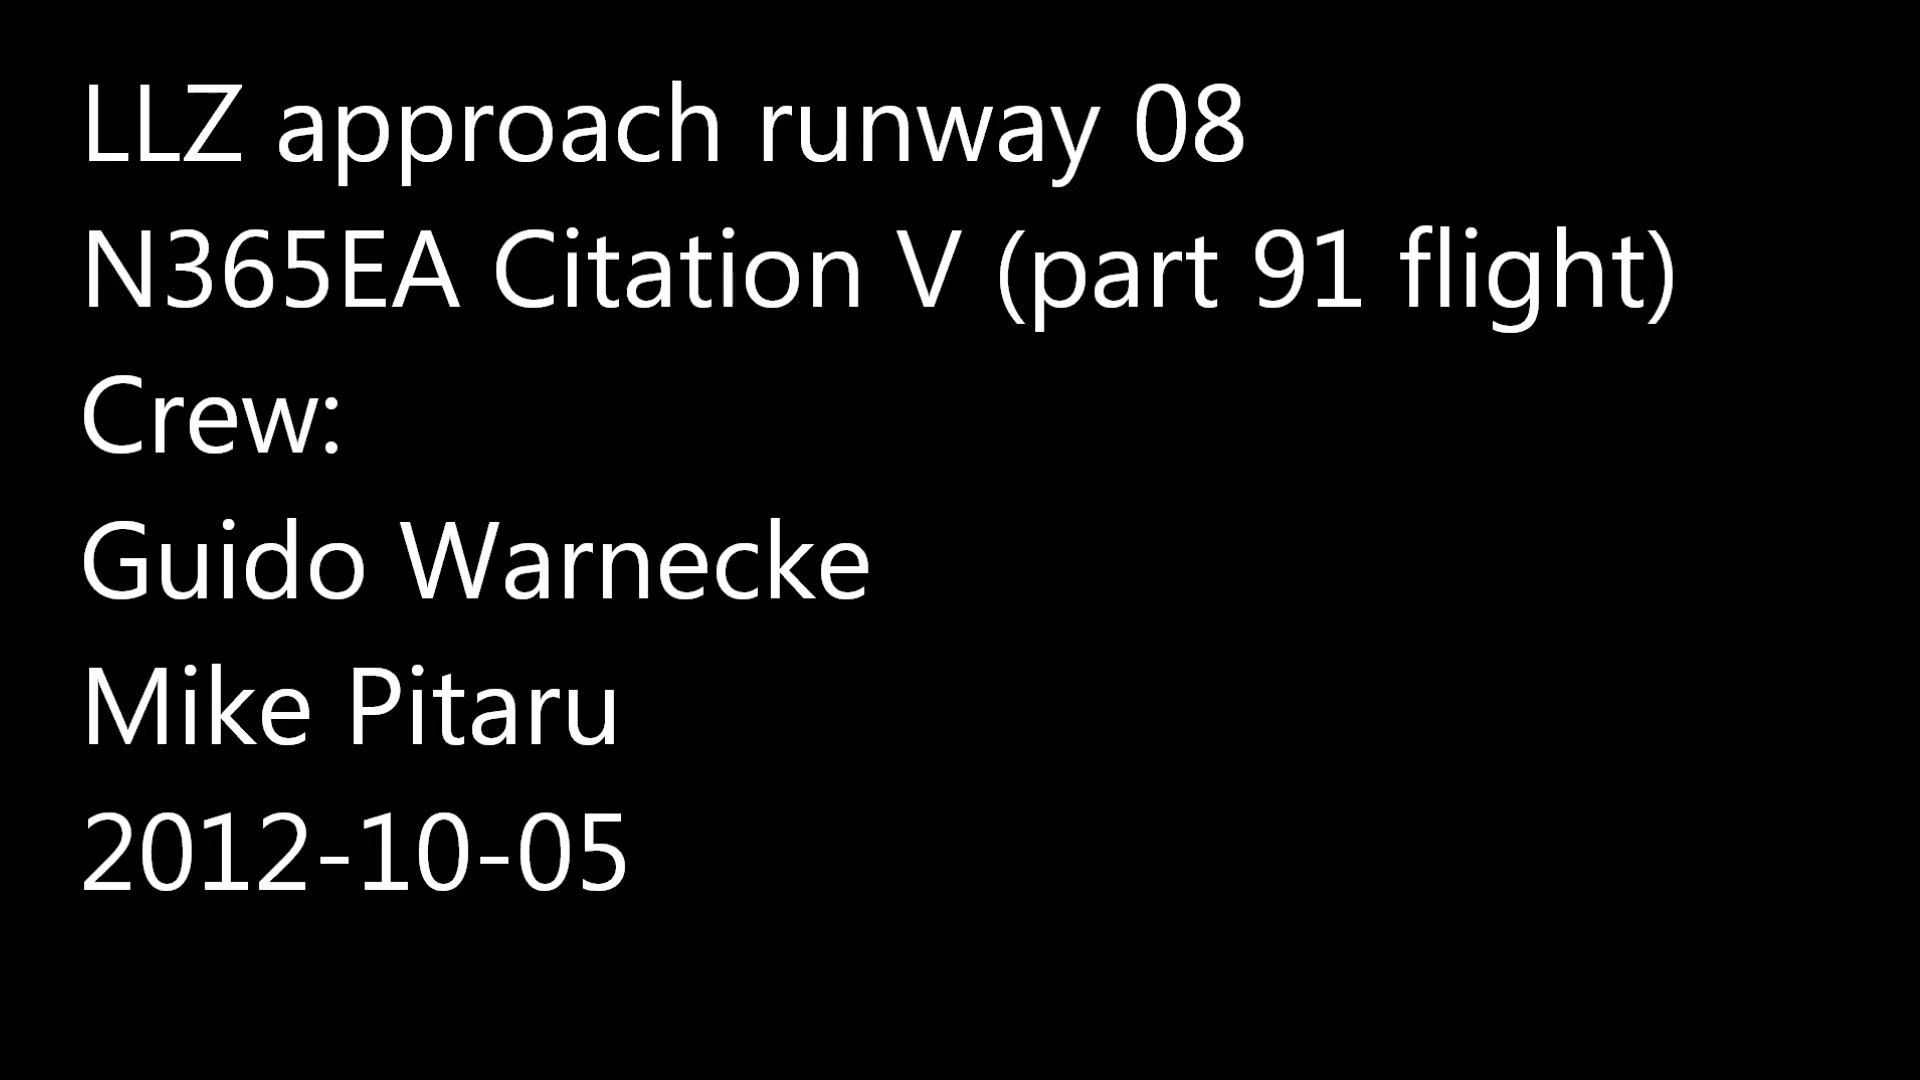 LLZ approach runway 08
N365EA Citation V (part 91 flight)
Crew:
Guido Warnecke
Mike Pitaru
2012-10-05